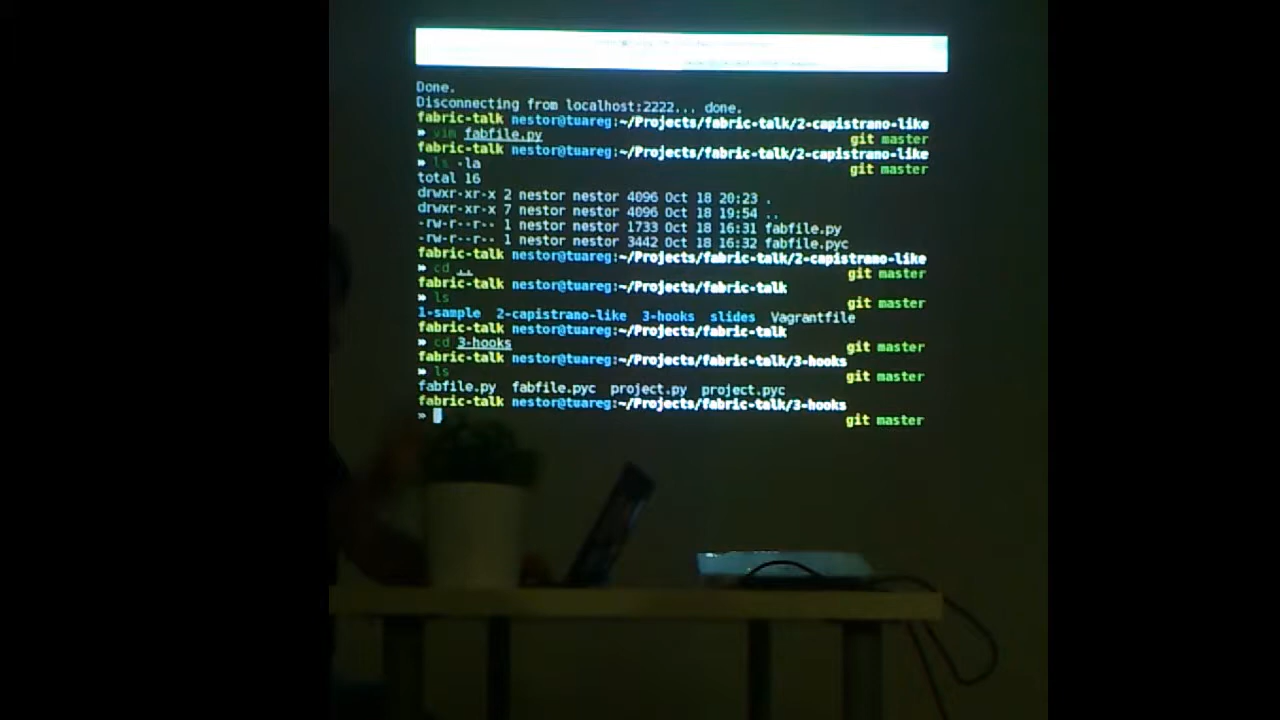 Done.
Disconnecting from localhost:2222... done.
fabric-talk nestor@tuareg:~/Projects/fabric-talk/2-capistrano-like
» vim fabfile.py git master
fabric-talk nestor@tuareg:~/Projects/fabric-talk/2-capistrano-like
» ls -la git master
total 16
drwxr-xr-x 2 nestor nestor 4096 Oct 18 20:23 .
drwxr-xr-x 7 nestor nestor 4096 Oct 18 19:54 ..
-rw-r--r-- 1 nestor nestor 1733 Oct 18 16:31 fabfile.py
-rw-r--r-- 1 nestor nestor 3442 Oct 18 16:32 fabfile.pyc
fabric-talk nestor@tuareg:~/Projects/fabric-talk/2-capistrano-like
» cd .. git master
fabric-talk nestor@tuareg:~/Projects/fabric-talk
» ls git master
1-sample 2-capistrano-like 3-hooks slides Vagrantfile
fabric-talk nestor@tuareg:~/Projects/fabric-talk
» cd 3-hooks git master
fabric-talk nestor@tuareg:~/Projects/fabric-talk/3-hooks
» ls git master
fabfile.py fabfile.pyc project.py project.pyc
fabric-talk nestor@tuareg:~/Projects/fabric-talk/3-hooks
» git master